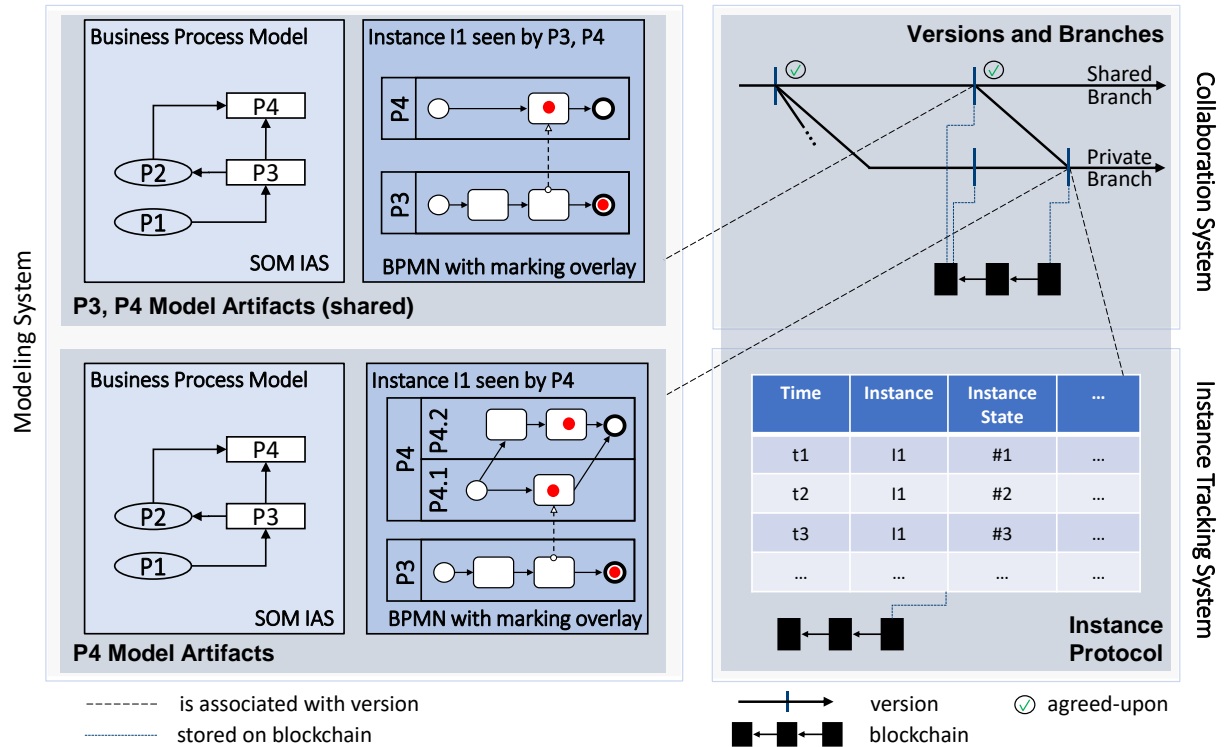 Modeling System
Business Process Model
P4
P2
P3
P1
SOM IAS
Instance I1 seen by P3, P4
P4
P3
BPMN with marking overlay
P3, P4 Model Artifacts (shared)
Business Process Model
P4
P2
P3
P1
SOM IAS
Instance I1 seen by P4
P4
P4.2
P4.1
P3
BPMN with marking overlay
P4 Model Artifacts
Versions and Branches
Shared
Branch
Private
Branch
Collaboration System
Time Instance Instance
State ...
t1 I1 #1 ...
t2 I1 #2 ...
t3 I1 #3 ...
... ... ... ...
Instance
Protocol
Instance Tracking System
is associated with version
stored on blockchain
version
agreed-upon
blockchain